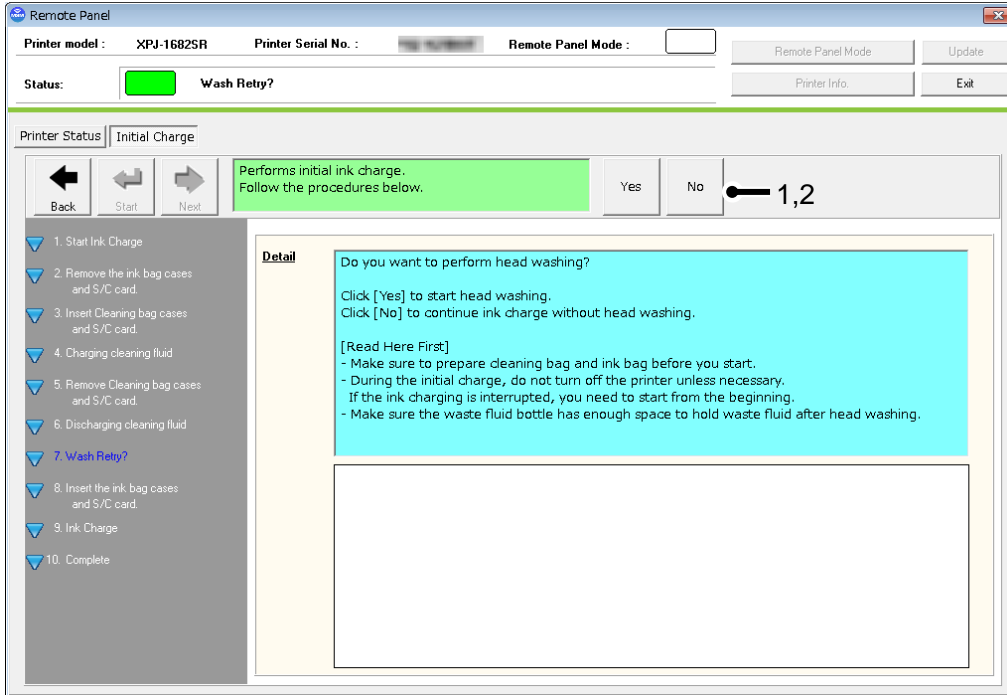 Remote Panel
Printer model : XPJ-1682SR Printer Serial No. : Remote Panel Mode :
Remote Panel Mode Update
Status: Wash Retry?
Printer Info. Exit
Printer Status Initial Charge
Performs initial ink charge.
Follow the procedures below.
Back Start Next Yes No 1,2
1. Start Ink Charge
2. Remove the ink bag cases
and S/C card.
3. Insert Cleaning bag cases
and S/C card.
4. Charging cleaning fluid
5. Remove Cleaning bag cases
and S/C card.
6. Discharging cleaning fluid
7. Wash Retry?
8. Insert the ink bag cases
and S/C card.
9. Ink Charge
10. Complete
Detail
Do you want to perform head washing?
Click [Yes] to start head washing.
Click [No] to continue ink charge without head washing.
[Read Here First]
- Make sure to prepare cleaning bag and ink bag before you start.
- During the initial charge, do not turn off the printer unless necessary.
If the ink charging is interrupted, you need to start from the beginning.
- Make sure the waste fluid bottle has enough space to hold waste fluid after head washing.